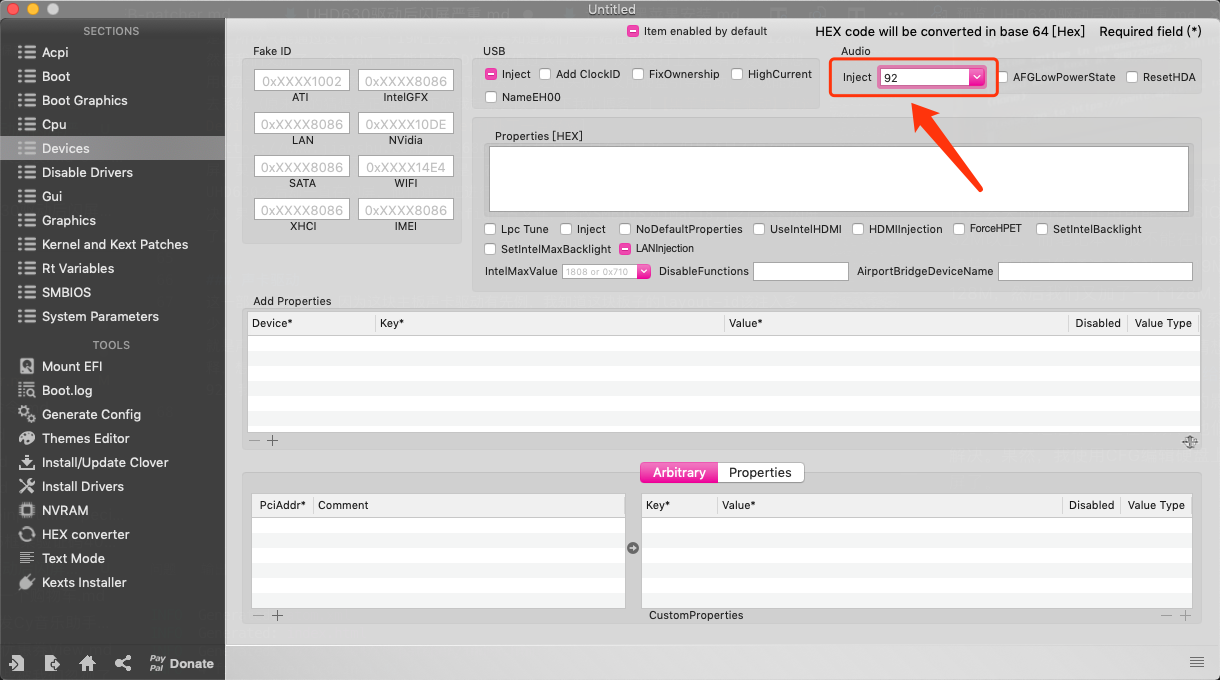 Untitled
SECTIONS
Acpi
Boot
Boot Graphics
Cpu
Devices
Disable Drivers
Gui
Graphics
Kernel and Kext Patches
Rt Variables
SMBIOS
System Parameters
TOOLS
Mount EFI
Boot.log
Generate Config
Themes Editor
Install/Update Clover
Install Drivers
NVRAM
HEX converter
Text Mode
Kexts Installer
Pay
Pal
Donate
Item enabled by default
HEX code will be converted in base 64 [Hex]
Required field (*)
Fake ID
0xXXXX1002
0xXXXX8086
ATI
IntelGFX
0xXXXX8086
0xXXXX10DE
LAN
NVidia
0xXXXX8086
0xXXXX14E4
SATA
WIFI
0xXXXX8086
0xXXXX8086
XHCI
IMEI
USB
Inject
Add ClockID
FixOwnership
HighCurrent
NameEH00
Audio
Inject
92
AFGLowPowerState
ResetHDA
Properties [HEX]
Lpc Tune
Inject
NoDefaultProperties
UseIntelHDMI
HDMIInjection
ForceHPET
SetIntelBacklight
SetIntelMaxBacklight
LANInjection
IntelMaxValue
1808 or 0x710
DisableFunctions
AirportBridgeDeviceName
Add Properties
Device*
Key*
Value*
Disabled
Value Type
Arbitrary
Properties
PciAddr*
Comment
Key*
Value*
Disabled
Value Type
CustomProperties